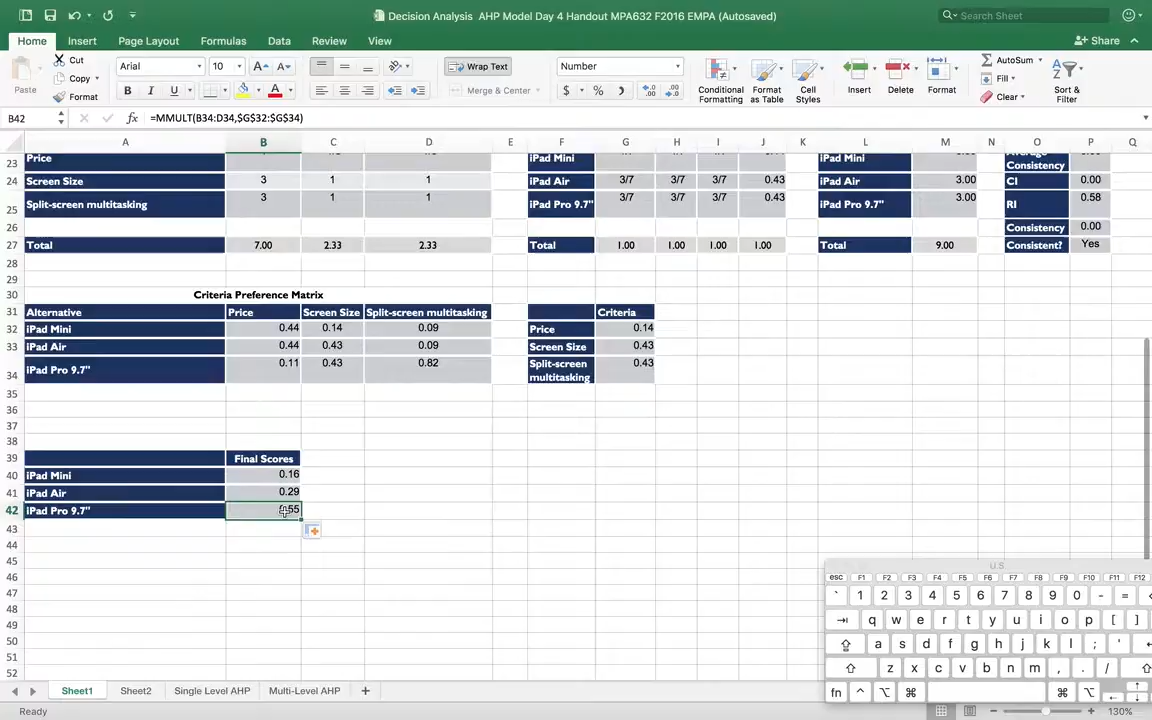 Decision Analysis AHP Model Day 4 Handout MPA632 F2016 EMPA (Autosaved)
Search Sheet
Home Insert Page Layout Formulas Data Review View
Share
Paste
Cut
Copy
Format
Arial 10
Wrap Text
Merge & Center
Number
Conditional Formatting
Format as Table
Cell Styles
Insert
Delete
Format
AutoSum
Fill
Clear
Sort & Filter
B42 fx =MMULT(B34:D34,$G$32:$G$34)
A B C D E F G H I J K L M N O P Q
23 Price iPad Mini iPad Mini Consistency
24 Screen Size 3 1 1 iPad Air 3/7 3/7 3/7 0.43 iPad Air 3.00 CI 0.00
25 Split-screen multitasking 3 1 1 iPad Pro 9.7" 3/7 3/7 3/7 0.43 iPad Pro 9.7" 3.00 RI 0.58
26 Consistency 0.00
27 Total 7.00 2.33 2.33 Total 1.00 1.00 1.00 1.00 Total 9.00 Consistent? Yes
28
29
30 Criteria Preference Matrix
31 Alternative Price Screen Size Split-screen multitasking Criteria
32 iPad Mini 0.44 0.14 0.09 Price 0.14
33 iPad Air 0.44 0.43 0.09 Screen Size 0.43
34 iPad Pro 9.7" 0.11 0.43 0.82 Split-screen multitasking 0.43
35
36
37
38
39 Final Scores
40 iPad Mini 0.16
41 iPad Air 0.29
42 iPad Pro 9.7"
43
44
45
46
47
48
49
50
51
52
U.S
esc F1 F2 F3 F4 F5 F6 F7 F8 F9 F10 F11 F12
` 1 2 3 4 5 6 7 8 9 0 - =
q w e r t y u i o p [ ]
a s d f g h j k l ; '
z x c v b n m , . /
fn ^ ⌥ ⌘ ⌘ ⌥
Sheet1 Sheet2 Single Level AHP Multi-Level AHP +
Ready
130%